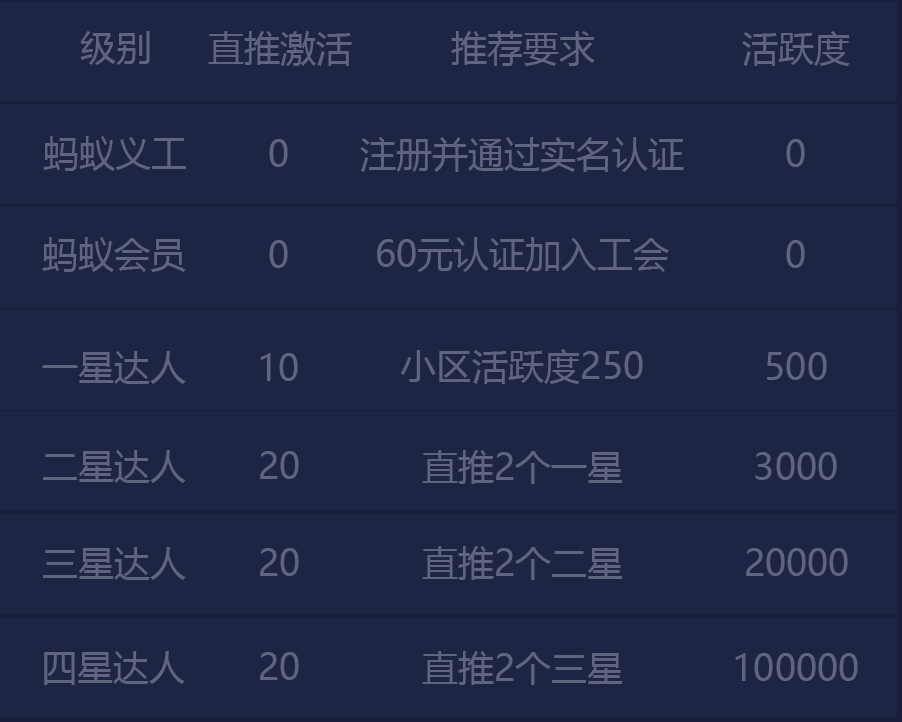 级别 直推激活 推荐要求 活跃度
蚂蚁义工 0 注册并通过实名认证 0
蚂蚁会员 0 60元认证加入工会 0
一星达人 10 小区活跃度250 500
二星达人 20 直推2个一星 3000
三星达人 20 直推2个二星 20000
四星达人 20 直推2个三星 100000